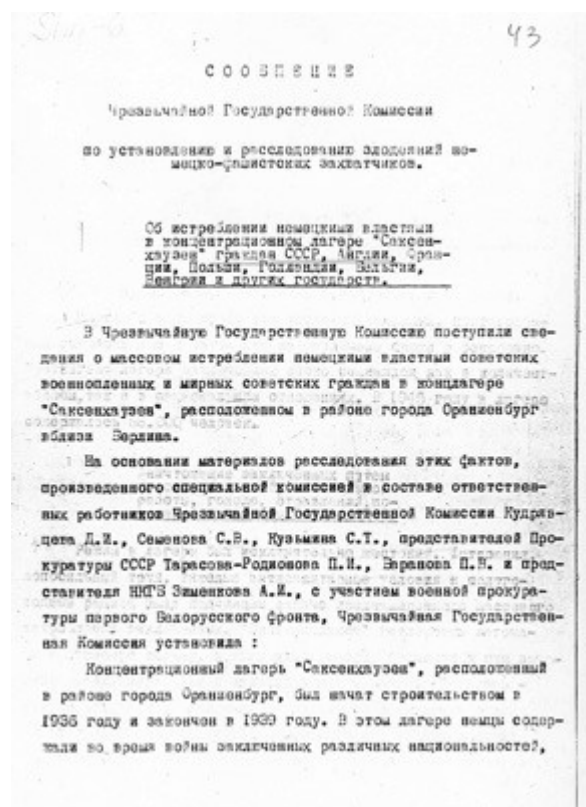 43
СООБЩЕНИЕ
Чрезвычайной Государственной Комиссии
по установлению и расследованию злодеяний не-
мецко-фашистских захватчиков.
Об истреблении немецкими властями
в концентрационном лагере "Саксен-
хаузен" граждан СССР, Англии, Фран-
ции, Польши, Голландии, Бельгии,
Венгрии и других государств.
В Чрезвычайную Государственную Комиссию поступили све-
дения о массовом истреблении немецкими властями советских
военнопленных и мирных советских граждан в концлагере
"Саксенхаузен", расположенном в районе города Ораниенбург
вблизи Берлина.
На основании материалов расследования этих фактов,
произведенного специальной комиссией в составе ответствен-
ных работников Чрезвычайной Государственной Комиссии Кудряв-
цева Д.И., Семенова С.В., Кузьмина С.Т., представителей Про-
куратуры СССР Тарасова-Родионова П.И., Баранова П.В. и пред-
ставителя НКГБ Зименкова А.И., с участием военной прокура-
туры первого Белорусского фронта, Чрезвычайная Государствен-
ная Комиссия установила :
Концентрационный лагерь "Саксенхаузен", расположенный
в районе города Ораниенбург, был начат строительством в
1936 году и закончен в 1939 году. В этом лагере немцы содер-
жали во время войны заключенных различных национальностей,